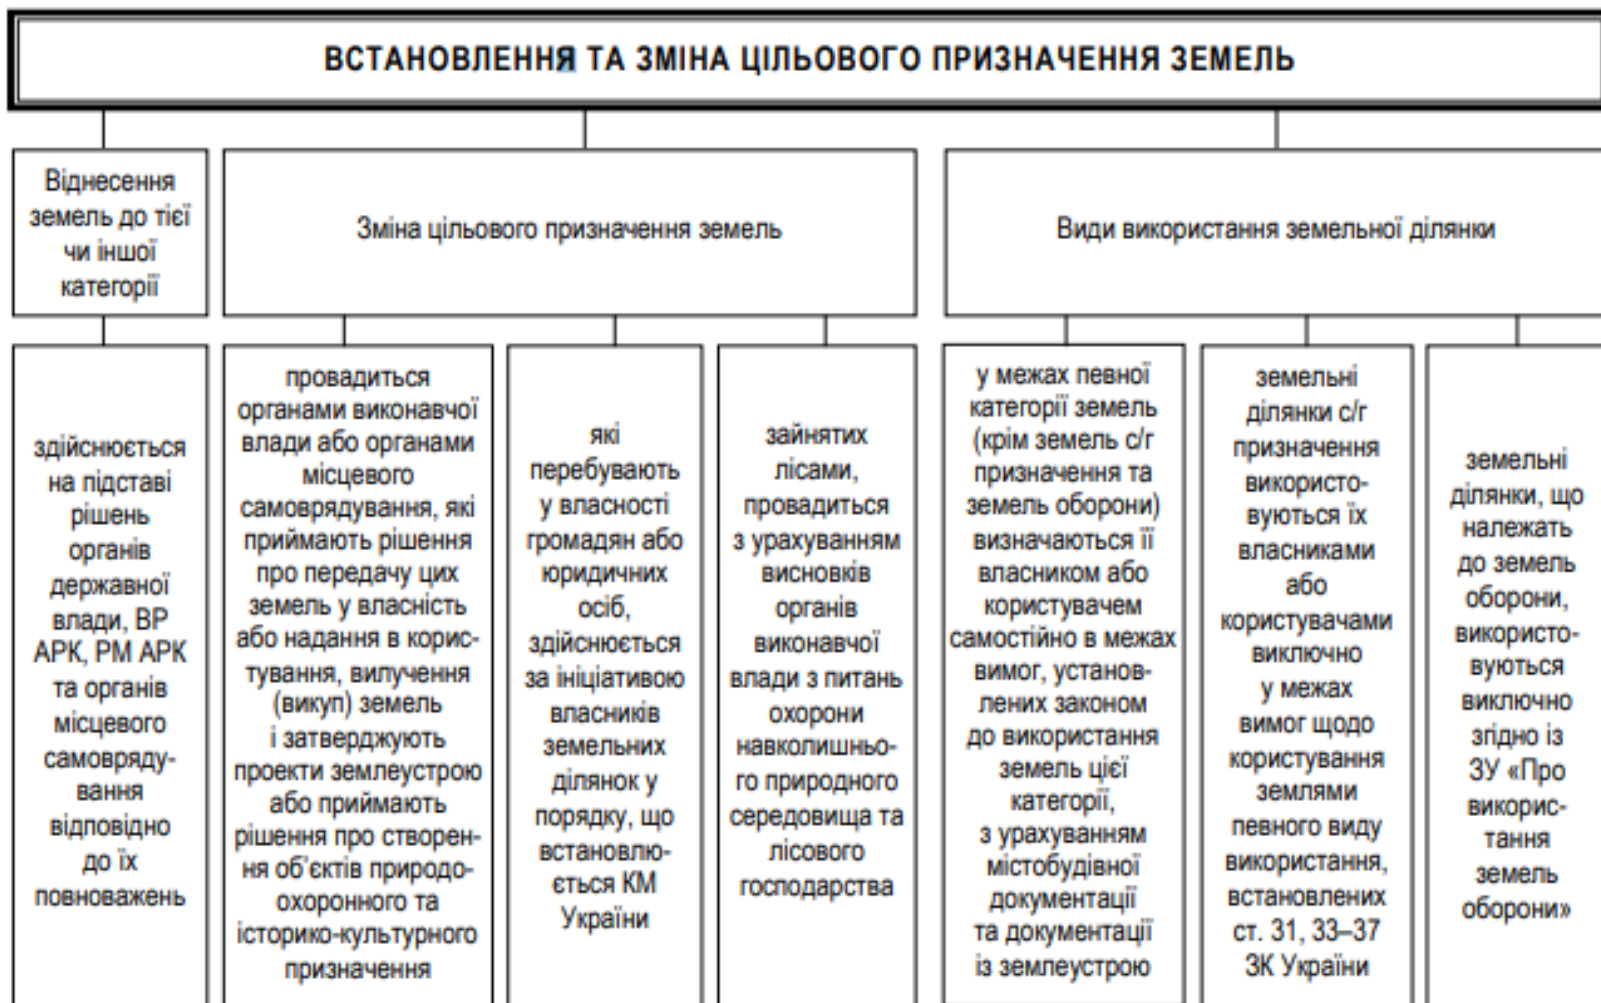 ВСТАНОВЛЕННЯ ТА ЗМІНА ЦІЛЬОВОГО ПРИЗНАЧЕННЯ ЗЕМЕЛЬ
Віднесення
земель до тієї
чи іншої
категорії
Зміна цільового призначення земель
Види використання земельної ділянки
здійснюється
на підставі
рішень
органів
державної
влади, ВР
АРК, РМ АРК
та органів
місцевого
самовряду-
вання
відповідно
до їх
повноважень
провадиться
органами виконавчої
влади або органами
місцевого
самоврядування, які
приймають рішення
про передачу цих
земель у власність
або надання в корис-
тування, вилучення
(викуп) земель
і затверджують
проекти землеустрою
або приймають
рішення про створен-
ня об'єктів природо-
охоронного та
історико-культурного
призначення
які
перебувають
у власності
громадян або
юридичних
осіб,
здійснюється
за ініціативою
власників
земельних
ділянок у
порядку, що
встановлю-
ється КМ
України
зайнятих
лісами,
провадиться
з урахуванням
висновків
органів
виконавчої
влади з питань
охорони
навколишньо-
го природного
середовища та
лісового
господарства
у межах певної
категорії земель
(крім земель с/г
призначення та
земель оборони)
визначаються її
власником або
користувачем
самостійно в межах
вимог, установ-
лених законом
до використання
земель цієї
категорії,
з урахуванням
містобудівної
документації
та документації
із землеустрою
земельні
ділянки с/г
призначення
використо-
вуються їх
власниками
або
користувачами
виключно
у межах
вимог щодо
користування
землями
певного виду
використання,
встановлених
ст. 31, 33–37
ЗК України
земельні
ділянки, що
належать
до земель
оборони,
використо-
вуються
виключно
згідно із
ЗУ «Про
викорис-
тання
земель
оборони»